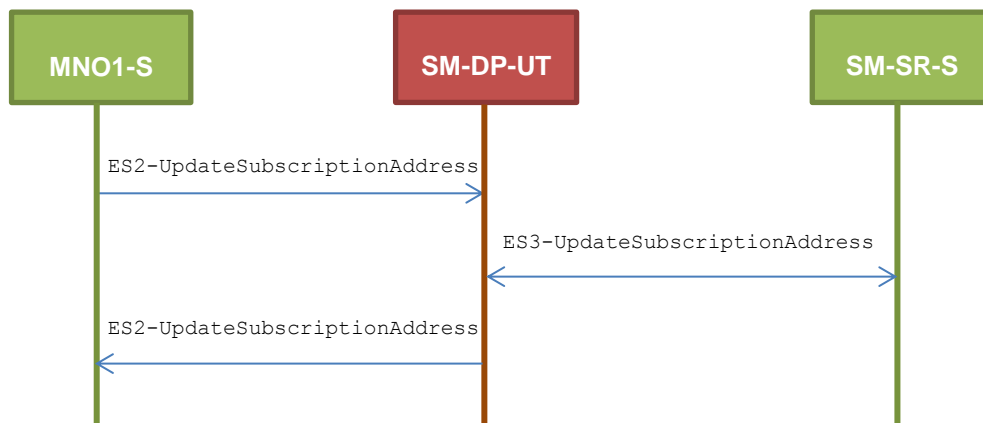 MNO1-S
SM-DP-UT
SM-SR-S
ES2-UpdateSubscriptionAddress
ES3-UpdateSubscriptionAddress
ES2-UpdateSubscriptionAddress